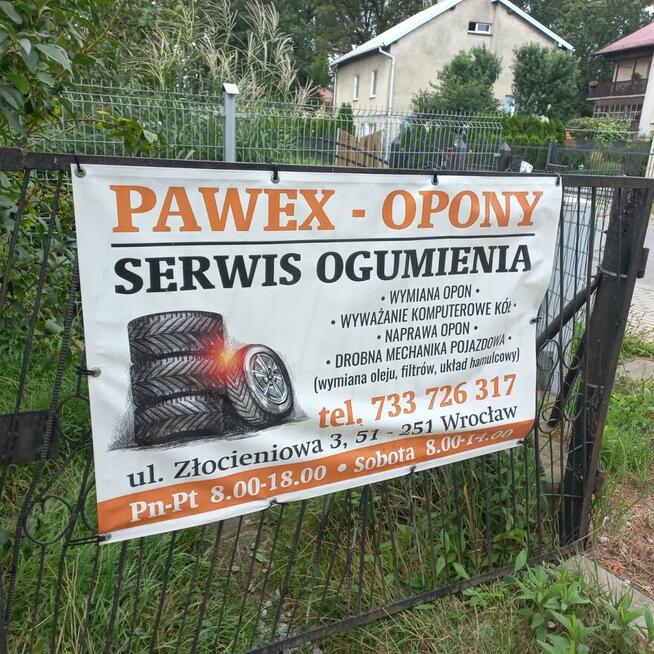 PAWEX - OPONY
SERWIS OGUMIENIA
• WYMIANA OPON •
• WYWAŻANIE KOMPUTEROWE KÓŁ •
• NAPRAWA OPON •
• DROBNA MECHANIKA POJAZDOWA •
(wymiana oleju, filtrów, układ hamulcowy)
tel. 733 726 317
ul. Złocieniowa 3, 51 - 251 Wrocław
Pn-Pt 8.00-18.00 • Sobota 8.00-14.00